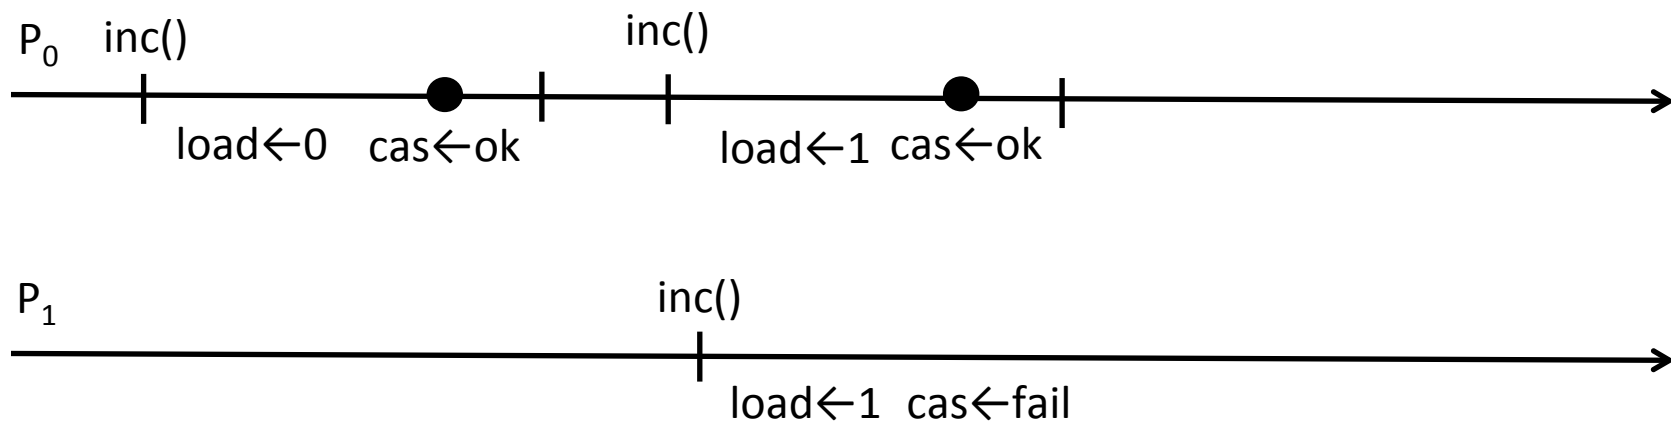 P₀ inc() inc()
load←0 cas←ok load←1 cas←ok
P₁ inc()
load←1 cas←fail